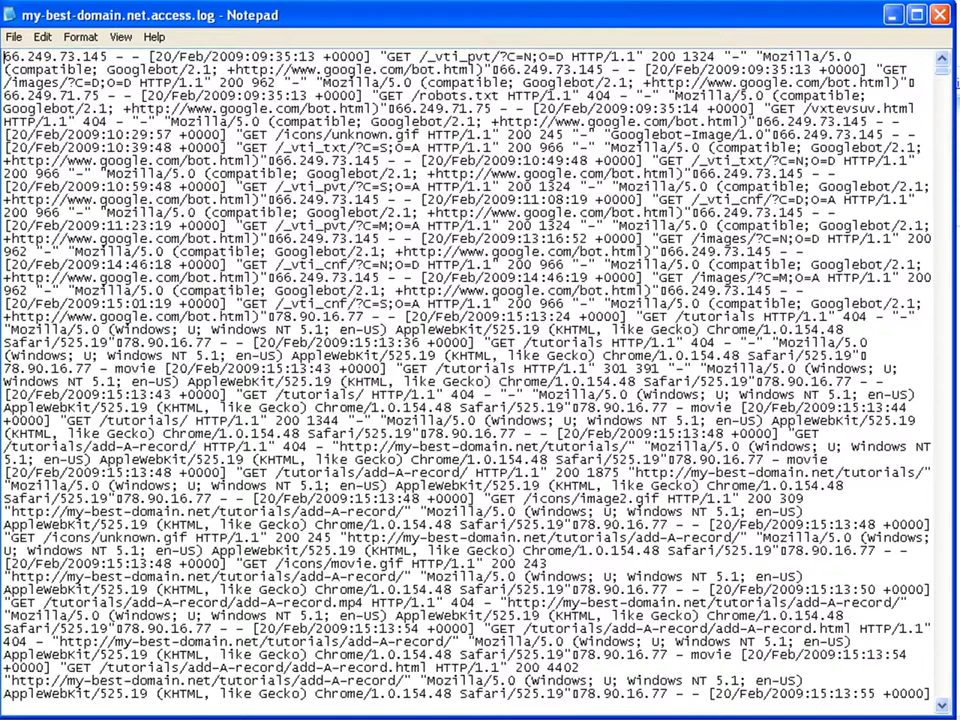 my-best-domain.net.access.log - Notepad
File Edit Format View Help
66.249.73.145 - - [20/Feb/2009:09:35:13 +0000] "GET /_vti_pvt/?C=N;O=D HTTP/1.1" 200 1324 "-" "Mozilla/5.0
(compatible; Googlebot/2.1; +http://www.google.com/bot.html)"▯66.249.73.145 - - [20/Feb/2009:09:35:13 +0000] "GET
/images/?C=D;O=D HTTP/1.1" 200 962 "-" "Mozilla/5.0 (compatible; Googlebot/2.1; +http://www.google.com/bot.html)"▯
66.249.71.75 - - [20/Feb/2009:09:35:13 +0000] "GET /robots.txt HTTP/1.1" 404 - "-" "Mozilla/5.0 (compatible;
Googlebot/2.1; +http://www.google.com/bot.html)"▯66.249.71.75 - - [20/Feb/2009:09:35:14 +0000] "GET /vxtevsuv.html
HTTP/1.1" 404 - "-" "Mozilla/5.0 (compatible; Googlebot/2.1; +http://www.google.com/bot.html)"▯66.249.73.145 - -
[20/Feb/2009:10:29:57 +0000] "GET /icons/unknown.gif HTTP/1.1" 200 245 "-" "Googlebot-Image/1.0"▯66.249.73.145 - -
[20/Feb/2009:10:39:48 +0000] "GET /_vti_txt/?C=S;O=A HTTP/1.1" 200 966 "-" "Mozilla/5.0 (compatible; Googlebot/2.1;
+http://www.google.com/bot.html)"▯66.249.73.145 - - [20/Feb/2009:10:49:48 +0000] "GET /_vti_txt/?C=N;O=D HTTP/1.1"
200 966 "-" "Mozilla/5.0 (compatible; Googlebot/2.1; +http://www.google.com/bot.html)"▯66.249.73.145 - -
[20/Feb/2009:10:59:48 +0000] "GET /_vti_pvt/?C=S;O=A HTTP/1.1" 200 1324 "-" "Mozilla/5.0 (compatible; Googlebot/2.1;
+http://www.google.com/bot.html)"▯66.249.73.145 - - [20/Feb/2009:11:08:19 +0000] "GET /_vti_cnf/?C=D;O=A HTTP/1.1"
200 966 "-" "Mozilla/5.0 (compatible; Googlebot/2.1; +http://www.google.com/bot.html)"▯66.249.73.145 - -
[20/Feb/2009:11:23:19 +0000] "GET /_vti_pvt/?C=M;O=A HTTP/1.1" 200 1324 "-" "Mozilla/5.0 (compatible; Googlebot/2.1;
+http://www.google.com/bot.html)"▯66.249.73.145 - - [20/Feb/2009:13:16:52 +0000] "GET /images/?C=N;O=D HTTP/1.1" 200
962 "-" "Mozilla/5.0 (compatible; Googlebot/2.1; +http://www.google.com/bot.html)"▯66.249.73.145 - -
[20/Feb/2009:14:46:18 +0000] "GET /_vti_cnf/?C=N;O=D HTTP/1.1" 200 966 "-" "Mozilla/5.0 (compatible; Googlebot/2.1;
+http://www.google.com/bot.html)"▯66.249.73.145 - - [20/Feb/2009:14:46:19 +0000] "GET /images/?C=M;O=A HTTP/1.1" 200
962 "-" "Mozilla/5.0 (compatible; Googlebot/2.1; +http://www.google.com/bot.html)"▯66.249.73.145 - -
[20/Feb/2009:15:01:19 +0000] "GET /_vti_cnf/?C=S;O=A HTTP/1.1" 200 966 "-" "Mozilla/5.0 (compatible; Googlebot/2.1;
+http://www.google.com/bot.html)"▯78.90.16.77 - - [20/Feb/2009:15:13:24 +0000] "GET /tutorials HTTP/1.1" 404 - "-"
"Mozilla/5.0 (Windows; U; Windows NT 5.1; en-US) AppleWebKit/525.19 (KHTML, like Gecko) Chrome/1.0.154.48
Safari/525.19"▯78.90.16.77 - - [20/Feb/2009:15:13:36 +0000] "GET /tutorials HTTP/1.1" 404 - "-" "Mozilla/5.0
(Windows; U; Windows NT 5.1; en-US) AppleWebKit/525.19 (KHTML, like Gecko) Chrome/1.0.154.48 Safari/525.19"▯
78.90.16.77 - movie [20/Feb/2009:15:13:43 +0000] "GET /tutorials HTTP/1.1" 301 391 "-" "Mozilla/5.0 (Windows; U;
Windows NT 5.1; en-US) AppleWebKit/525.19 (KHTML, like Gecko) Chrome/1.0.154.48 Safari/525.19"▯78.90.16.77 - -
[20/Feb/2009:15:13:43 +0000] "GET /tutorials/ HTTP/1.1" 404 - "-" "Mozilla/5.0 (Windows; U; Windows NT 5.1; en-US)
AppleWebKit/525.19 (KHTML, like Gecko) Chrome/1.0.154.48 Safari/525.19"▯78.90.16.77 - movie [20/Feb/2009:15:13:44
+0000] "GET /tutorials/ HTTP/1.1" 200 1344 "-" "Mozilla/5.0 (Windows; U; Windows NT 5.1; en-US) AppleWebKit/525.19
(KHTML, like Gecko) Chrome/1.0.154.48 Safari/525.19"▯78.90.16.77 - - [20/Feb/2009:15:13:48 +0000] "GET
/tutorials/add-A-record/ HTTP/1.1" 404 - "http://my-best-domain.net/tutorials/" "Mozilla/5.0 (Windows; U; Windows NT
5.1; en-US) AppleWebKit/525.19 (KHTML, like Gecko) Chrome/1.0.154.48 Safari/525.19"▯78.90.16.77 - movie
[20/Feb/2009:15:13:48 +0000] "GET /tutorials/add-A-record/ HTTP/1.1" 200 1875 "http://my-best-domain.net/tutorials/"
"Mozilla/5.0 (Windows; U; Windows NT 5.1; en-US) AppleWebKit/525.19 (KHTML, like Gecko) Chrome/1.0.154.48
Safari/525.19"▯78.90.16.77 - - [20/Feb/2009:15:13:48 +0000] "GET /icons/image2.gif HTTP/1.1" 200 309
"http://my-best-domain.net/tutorials/add-A-record/" "Mozilla/5.0 (Windows; U; Windows NT 5.1; en-US)
AppleWebKit/525.19 (KHTML, like Gecko) Chrome/1.0.154.48 Safari/525.19"▯78.90.16.77 - - [20/Feb/2009:15:13:48 +0000]
"GET /icons/unknown.gif HTTP/1.1" 200 245 "http://my-best-domain.net/tutorials/add-A-record/" "Mozilla/5.0 (Windows;
U; Windows NT 5.1; en-US) AppleWebKit/525.19 (KHTML, like Gecko) Chrome/1.0.154.48 Safari/525.19"▯78.90.16.77 - -
[20/Feb/2009:15:13:48 +0000] "GET /icons/movie.gif HTTP/1.1" 200 243
"http://my-best-domain.net/tutorials/add-A-record/" "Mozilla/5.0 (Windows; U; Windows NT 5.1; en-US)
AppleWebKit/525.19 (KHTML, like Gecko) Chrome/1.0.154.48 Safari/525.19"▯78.90.16.77 - - [20/Feb/2009:15:13:50 +0000]
"GET /tutorials/add-A-record/add-A-record.mp4 HTTP/1.1" 404 - "http://my-best-domain.net/tutorials/add-A-record/"
"Mozilla/5.0 (Windows; U; Windows NT 5.1; en-US) AppleWebKit/525.19 (KHTML, like Gecko) Chrome/1.0.154.48
Safari/525.19"▯78.90.16.77 - - [20/Feb/2009:15:13:54 +0000] "GET /tutorials/add-A-record/add-A-record.html HTTP/1.1"
404 - "http://my-best-domain.net/tutorials/add-A-record/" "Mozilla/5.0 (Windows; U; Windows NT 5.1; en-US)
AppleWebKit/525.19 (KHTML, like Gecko) Chrome/1.0.154.48 Safari/525.19"▯78.90.16.77 - movie [20/Feb/2009:15:13:54
+0000] "GET /tutorials/add-A-record/add-A-record.html HTTP/1.1" 200 4402
"http://my-best-domain.net/tutorials/add-A-record/" "Mozilla/5.0 (Windows; U; Windows NT 5.1; en-US)
AppleWebKit/525.19 (KHTML, like Gecko) Chrome/1.0.154.48 Safari/525.19"▯78.90.16.77 - - [20/Feb/2009:15:13:55 +0000]